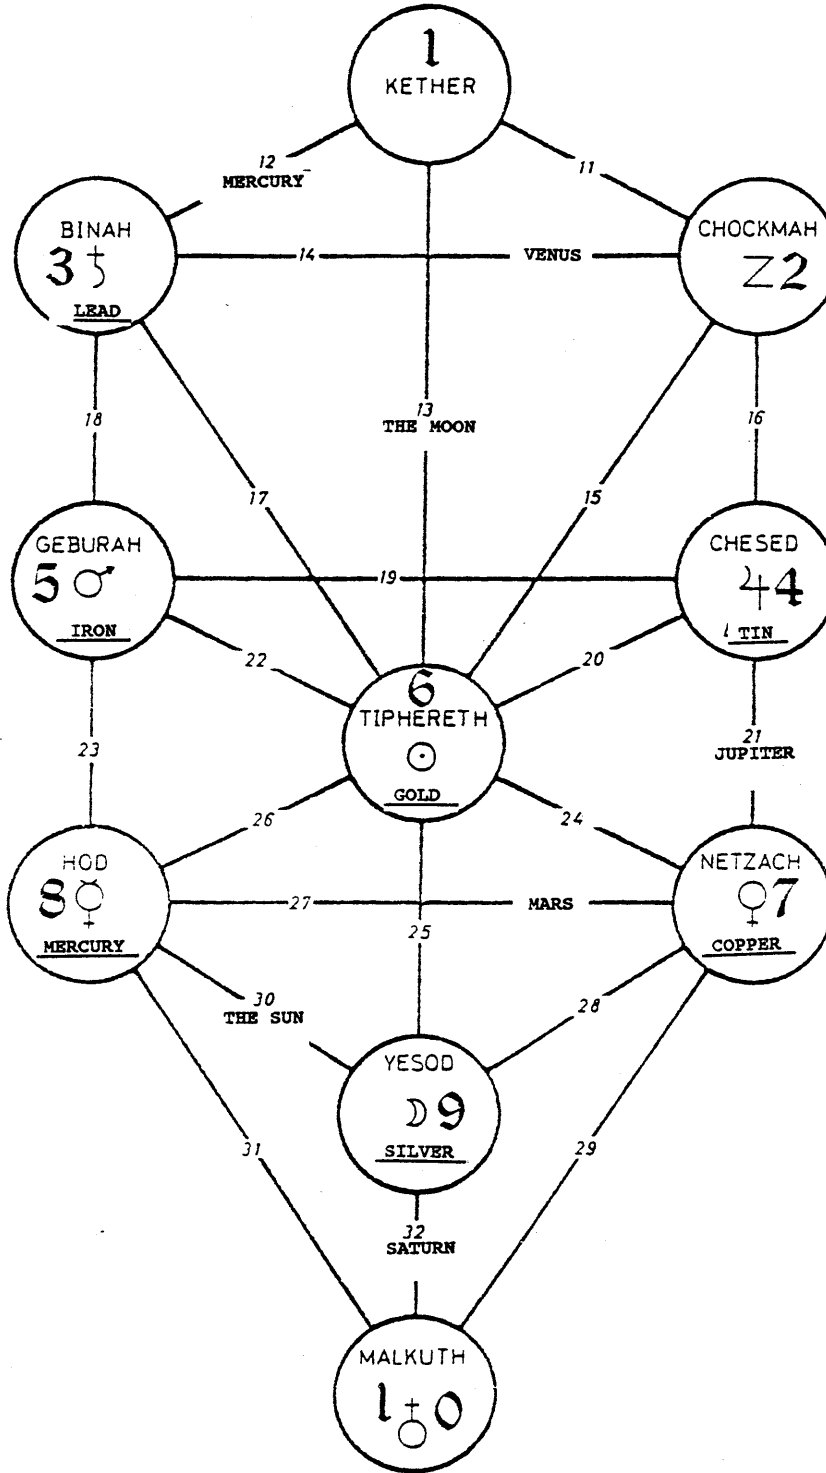 1
KETHER
12
MERCURY
11
BINAH
3 ♄
LEAD
CHOCKMAH
Z 2
14
VENUS
13
THE MOON
18
16
17
15
GEBURAH
5 ♂
IRON
CHESED
♃ 4
TIN
19
22
20
6
TIPHERETH
☉
GOLD
23
21
JUPITER
26
24
HOD
8 ☿
MERCURY
NETZACH
♀ 7
COPPER
27
MARS
25
30
THE SUN
28
YESOD
☽ 9
SILVER
31
29
32
SATURN
MALKUTH
1 ♁ 0